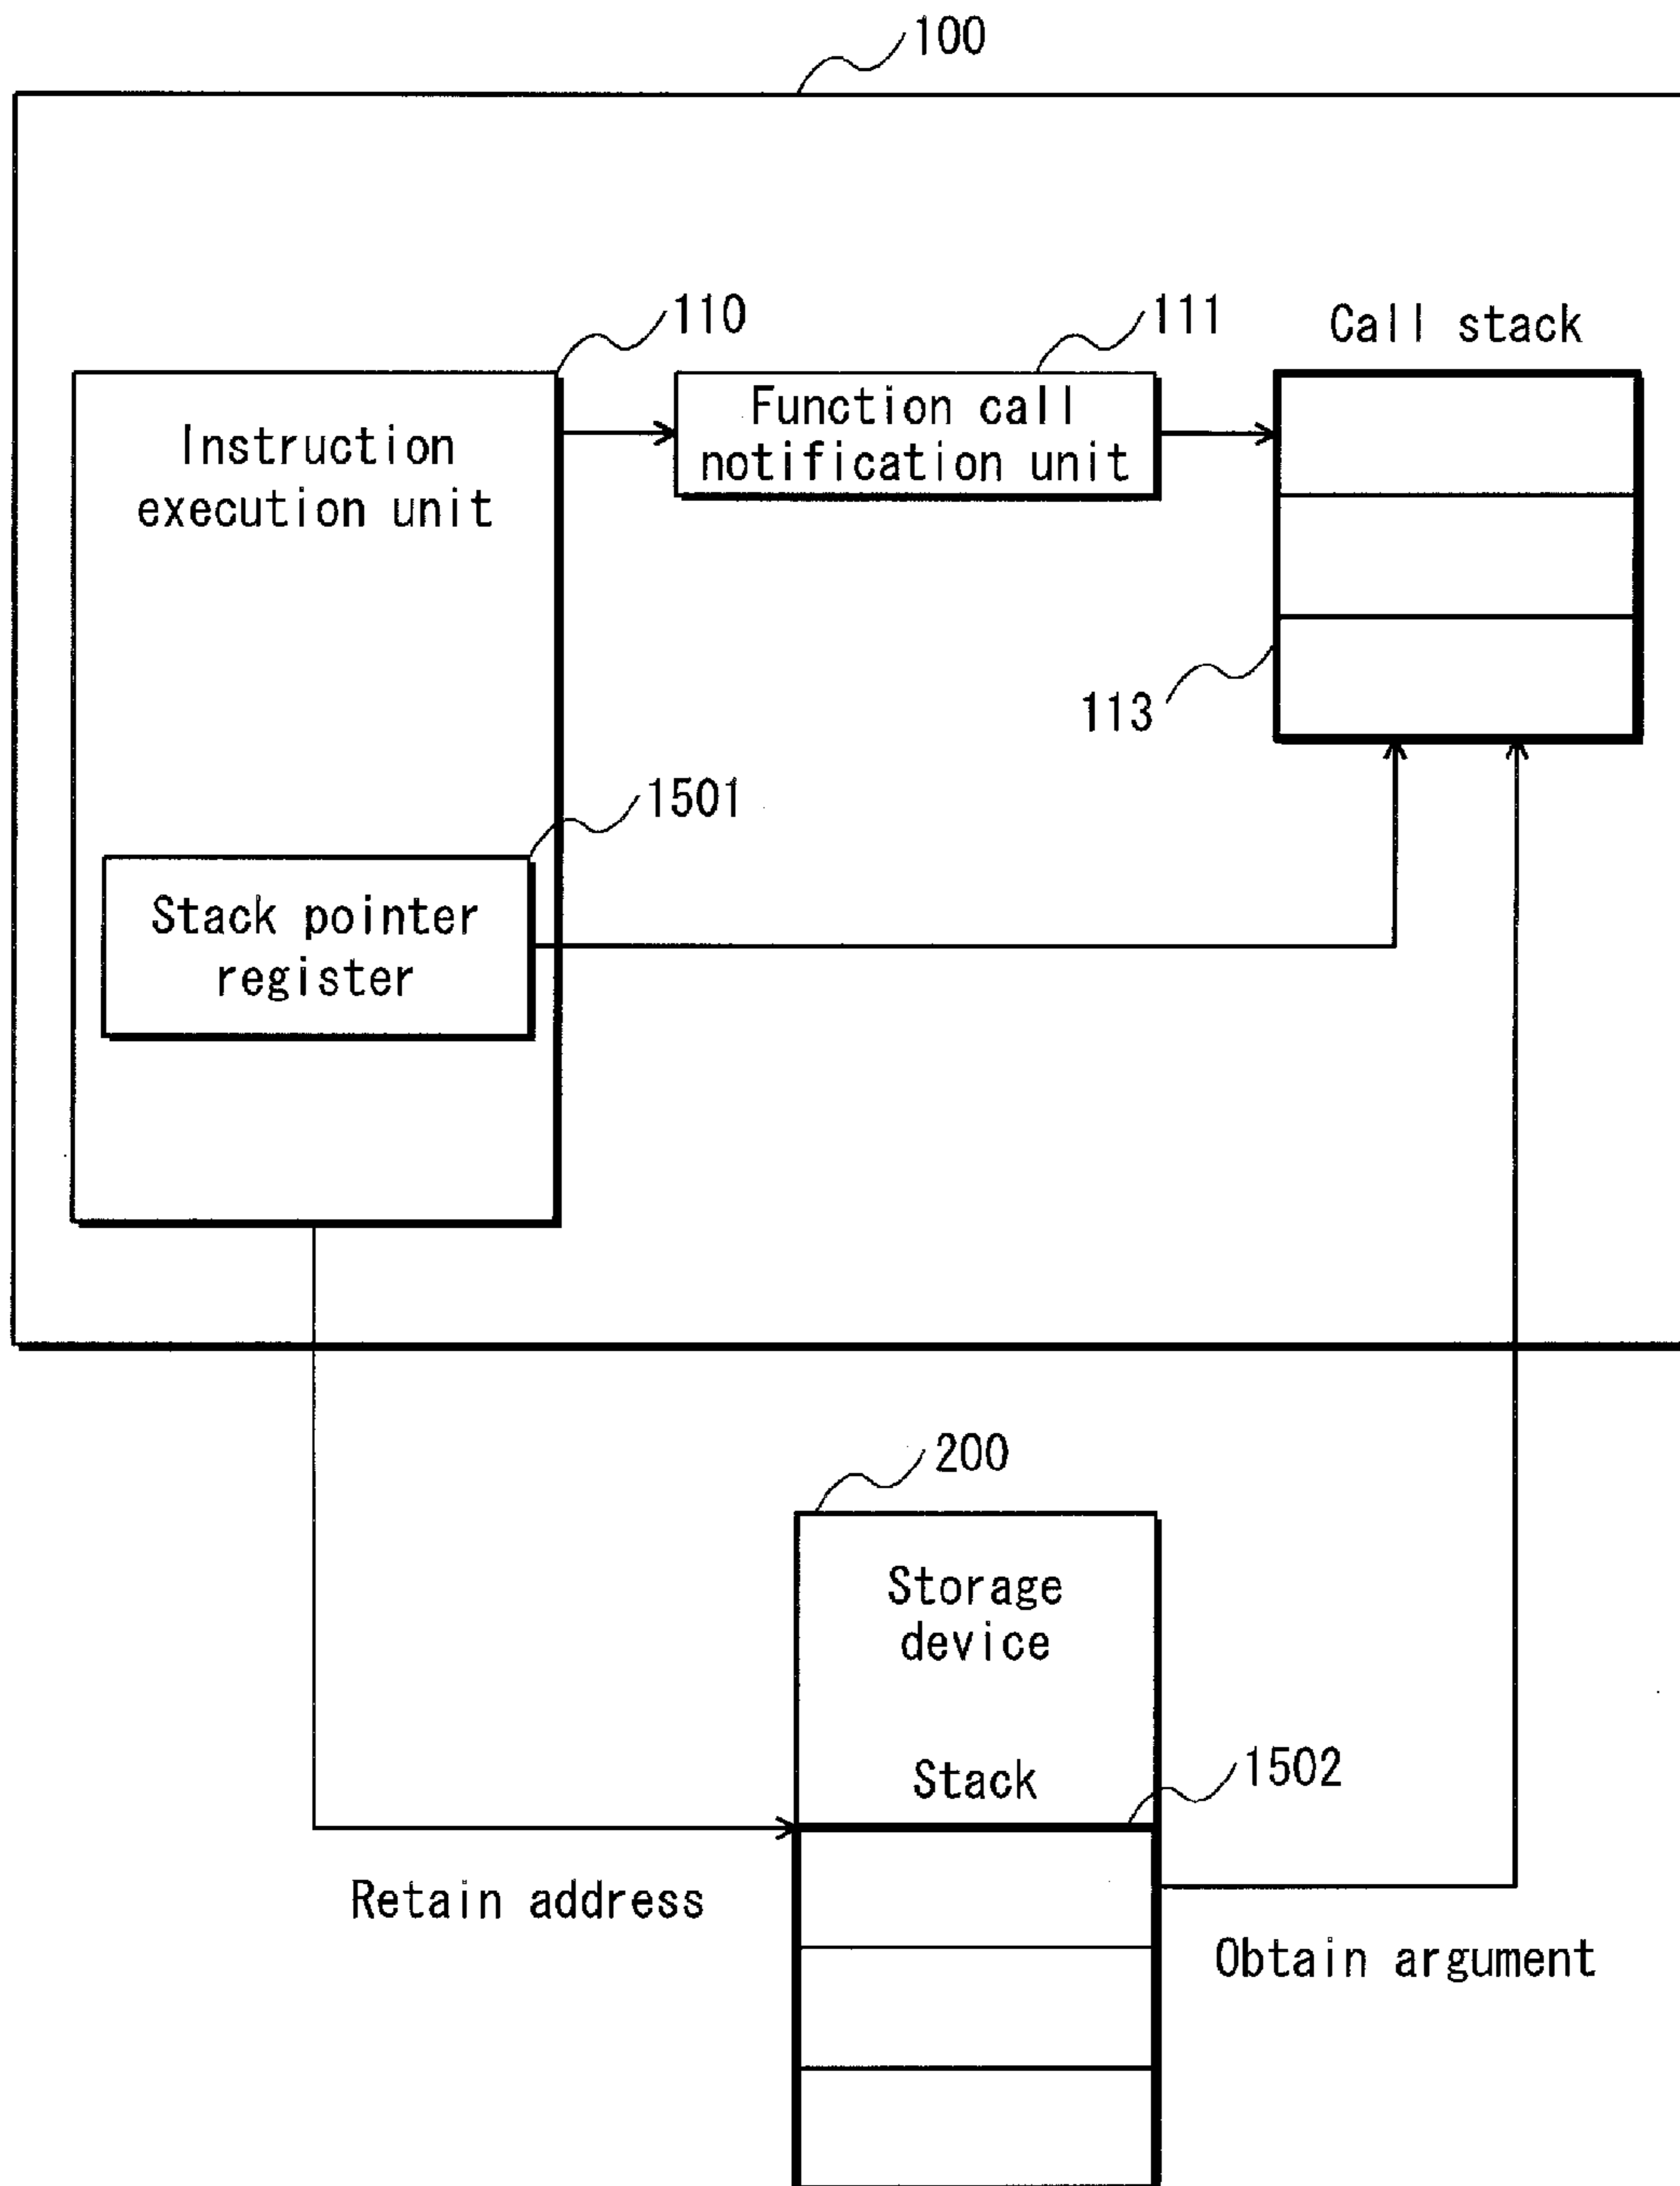 100
110
111
Call stack
Instruction
execution unit
Function call
notification unit
113
1501
Stack pointer
register
200
Storage
device
Stack
1502
Retain address
Obtain argument